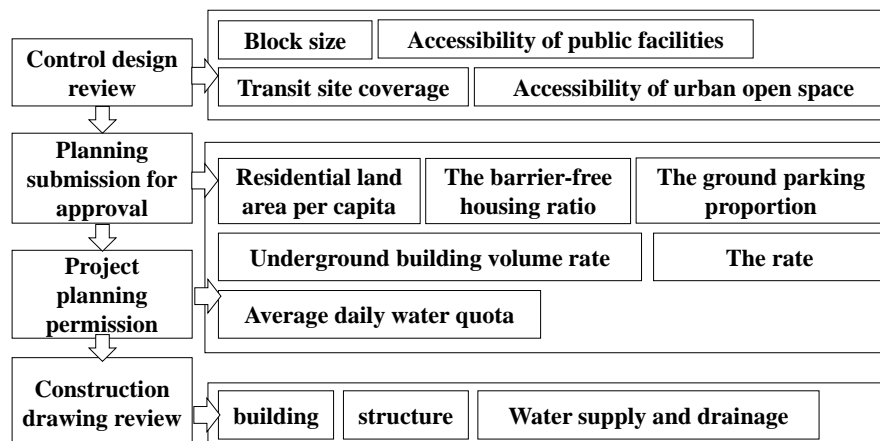 Control design
review
Block size
Accessibility of public facilities
Transit site coverage
Accessibility of urban open space
Planning
submission for
approval
Residential land
area per capita
The barrier-free
housing ratio
The ground parking
proportion
Project
planning
permission
Underground building volume rate
The rate
Average daily water quota
Construction
drawing review
building
structure
Water supply and drainage